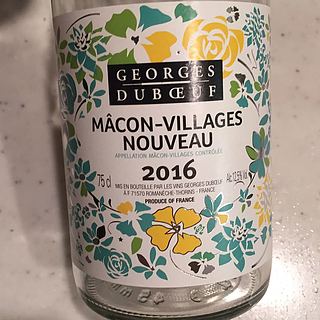 GEORGES
DUBŒUF
MÂCON-VILLAGES
NOUVEAU
APPELLATION MÂCON-VILLAGES CONTRÔLÉE
75 cl
2016
Alc. 12,5% Vol.
MIS EN BOUTEILLE PAR LES VINS GEORGES DUBŒUF
À F 71570 ROMANÈCHE-THORINS - FRANCE
PRODUCE OF FRANCE